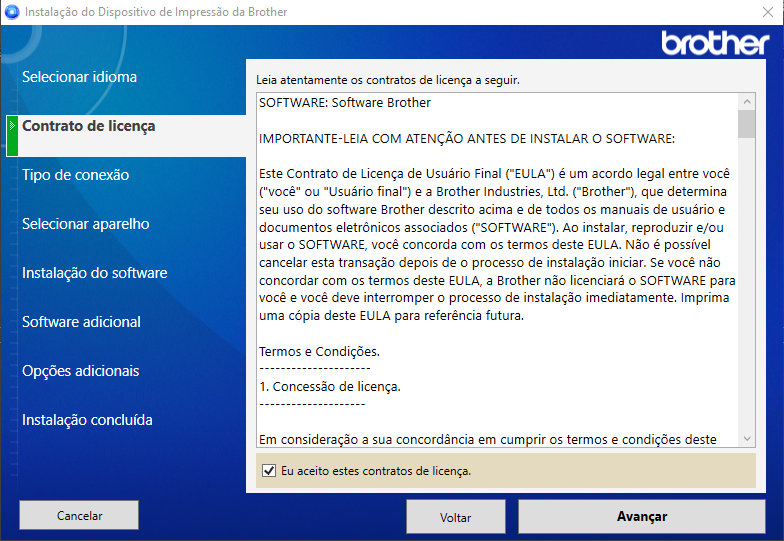 Instalação do Dispositivo de Impressão da Brother
brother
Selecionar idioma
Contrato de licença
Tipo de conexão
Selecionar aparelho
Instalação do software
Software adicional
Opções adicionais
Instalação concluída
Leia atentamente os contratos de licença a seguir.
SOFTWARE: Software Brother
IMPORTANTE-LEIA COM ATENÇÃO ANTES DE INSTALAR O SOFTWARE:
Este Contrato de Licença de Usuário Final ("EULA") é um acordo legal entre você
("você" ou "Usuário final") e a Brother Industries, Ltd. ("Brother"), que determina
seu uso do software Brother descrito acima e de todos os manuais de usuário e
documentos eletrônicos associados ("SOFTWARE"). Ao instalar, reproduzir e/ou
usar o SOFTWARE, você concorda com os termos deste EULA. Não é possível
cancelar esta transação depois de o processo de instalação iniciar. Se você não
concordar com os termos deste EULA, a Brother não licenciará o SOFTWARE para
você e você deve interromper o processo de instalação imediatamente. Imprima
uma cópia deste EULA para referência futura.
Termos e Condições.
---------------------
1. Concessão de licença.
--------------------
Em consideração a sua concordância em cumprir os termos e condições deste
Eu aceito estes contratos de licença.
Cancelar
Voltar
Avançar